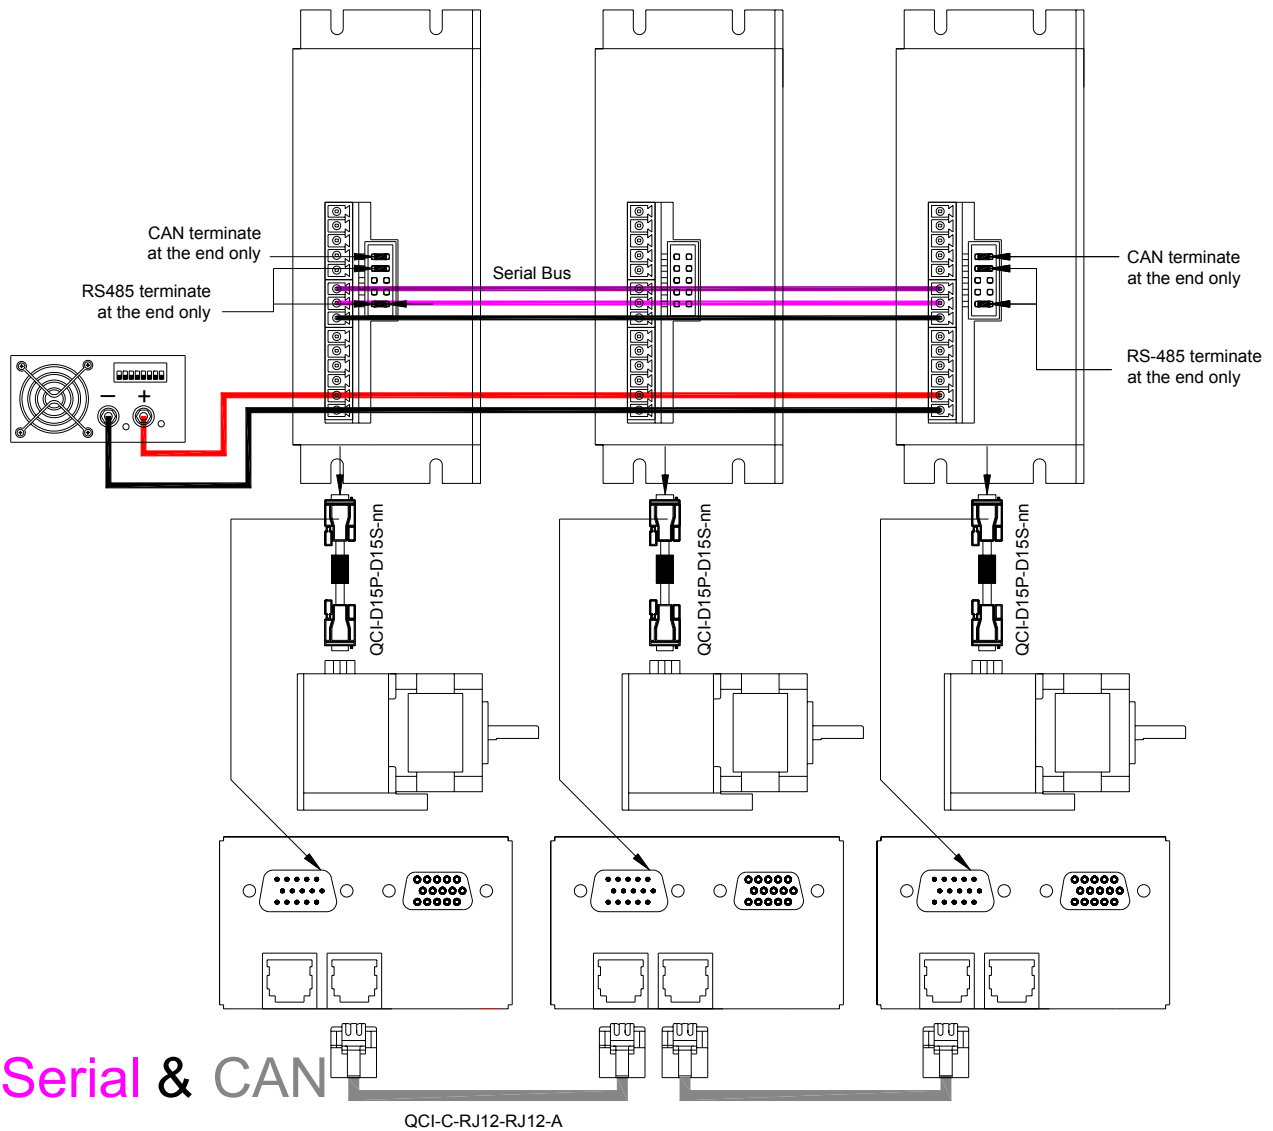 CAN terminate
at the end only
Serial Bus
CAN terminate
at the end only
RS485 terminate
at the end only
RS-485 terminate
at the end only
− +
QCI-D15P-D15S-nn
QCI-D15P-D15S-nn
QCI-D15P-D15S-nn
Serial & CAN
QCI-C-RJ12-RJ12-A